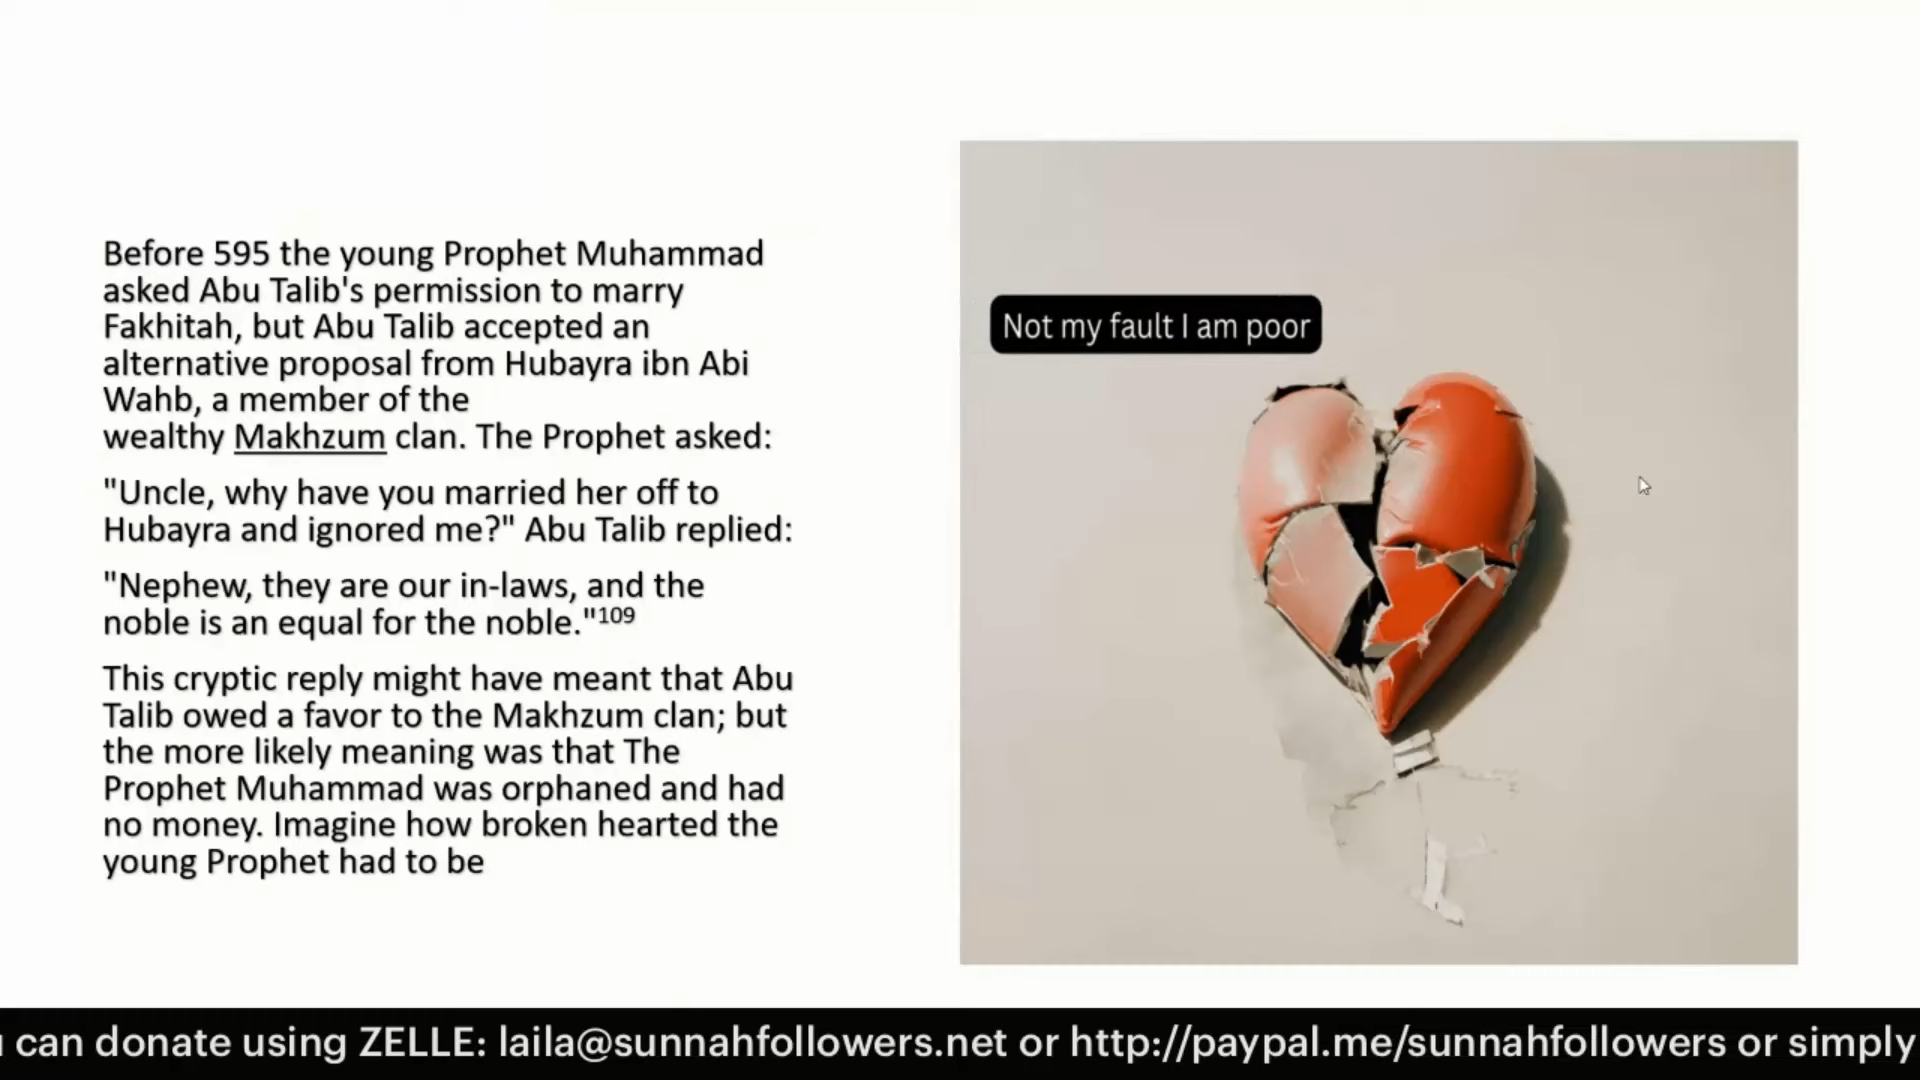 Before 595 the young Prophet Muhammad
asked Abu Talib's permission to marry
Fakhitah, but Abu Talib accepted an
alternative proposal from Hubayra ibn Abi
Wahb, a member of the
wealthy Makhzum clan. The Prophet asked:
"Uncle, why have you married her off to
Hubayra and ignored me?" Abu Talib replied:
"Nephew, they are our in-laws, and the
noble is an equal for the noble."109
This cryptic reply might have meant that Abu
Talib owed a favor to the Makhzum clan; but
the more likely meaning was that The
Prophet Muhammad was orphaned and had
no money. Imagine how broken hearted the
young Prophet had to be
Not my fault I am poor
can donate using ZELLE: laila@sunnahfollowers.net or http://paypal.me/sunnahfollowers or simply